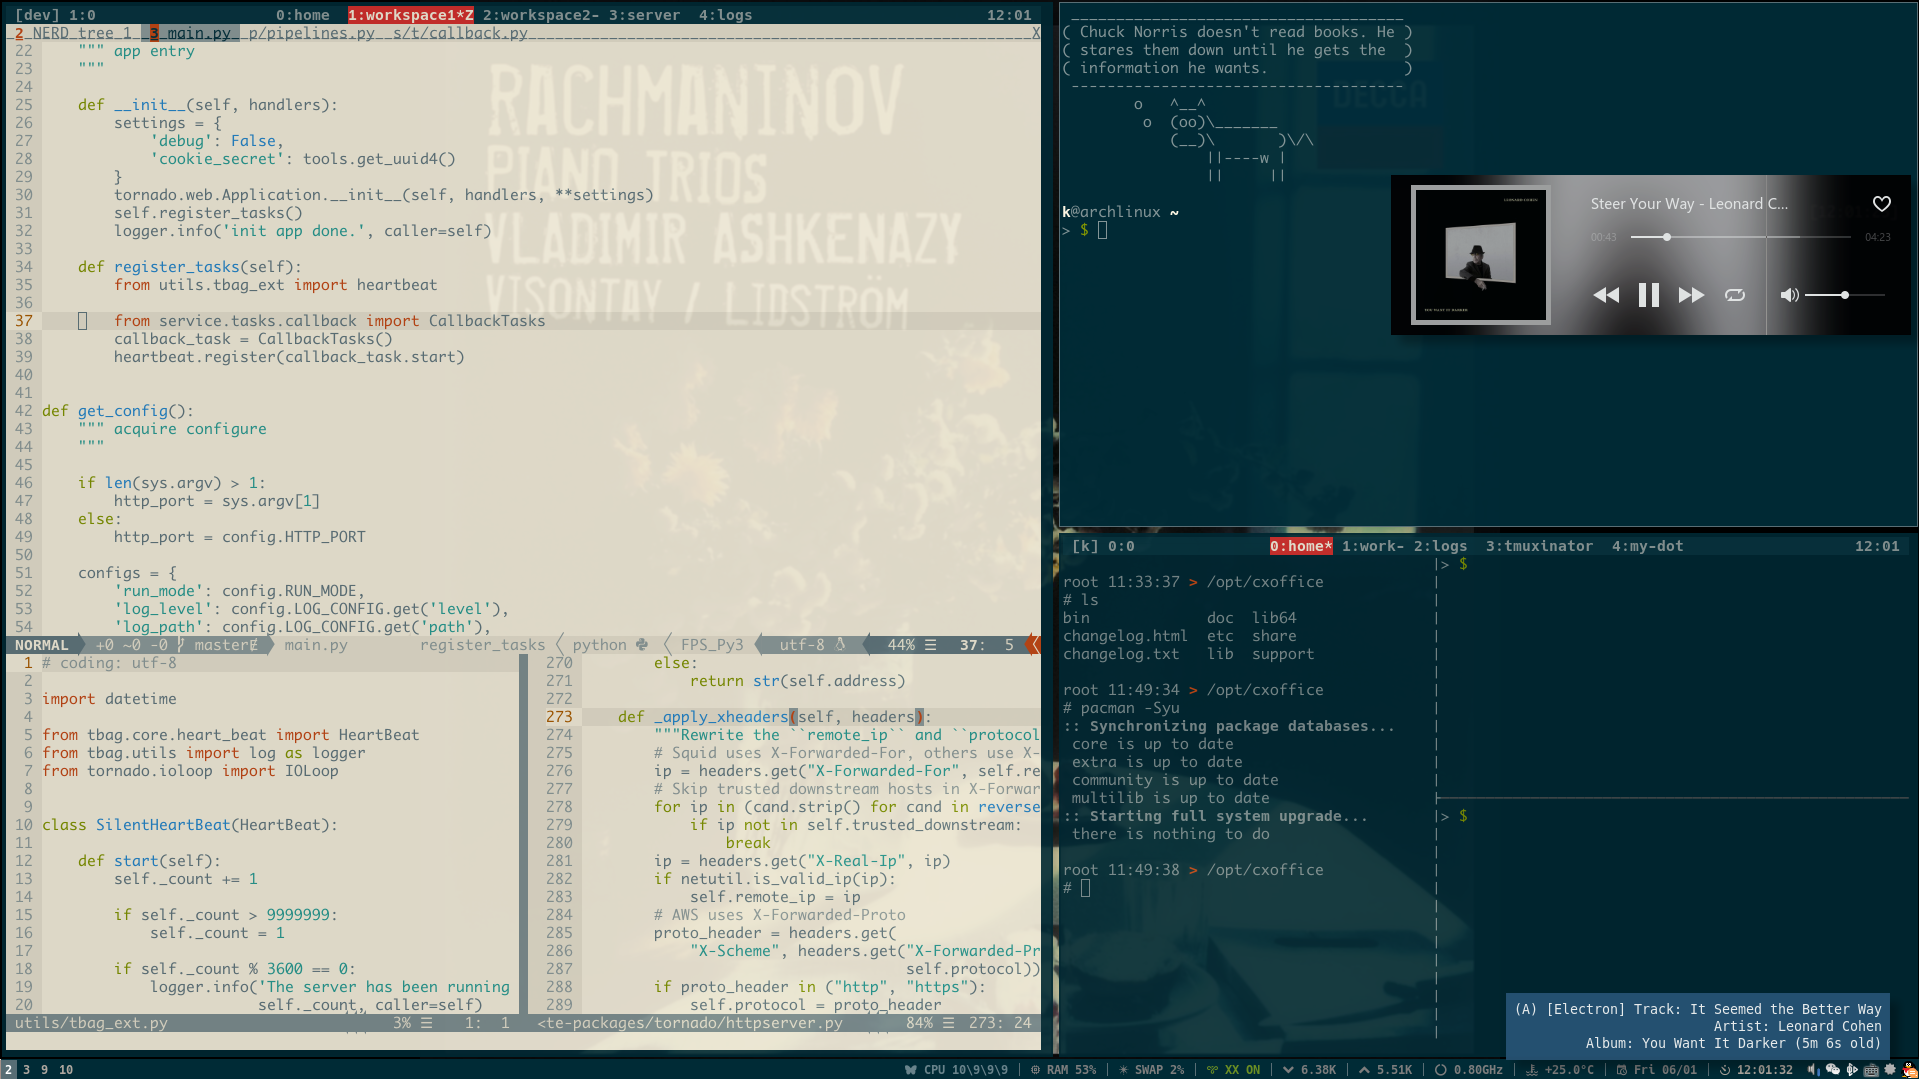 [dev] 1:0 0:home 1:workspace1*Z 2:workspace2- 3:server 4:logs 12:01
2 NERD_tree_1 3 main.py p/pipelines.py s/t/callback.py X
22 """ app entry
23 """
24
25 def __init__(self, handlers):
26 settings = {
27 'debug': False,
28 'cookie_secret': tools.get_uuid4()
29 }
30 tornado.web.Application.__init__(self, handlers, **settings)
31 self.register_tasks()
32 logger.info('init app done.', caller=self)
33
34 def register_tasks(self):
35 from utils.tbag_ext import heartbeat
36
37 from service.tasks.callback import CallbackTasks
38 callback_task = CallbackTasks()
39 heartbeat.register(callback_task.start)
40
41
42 def get_config():
43 """ acquire configure
44 """
45
46 if len(sys.argv) > 1:
47 http_port = sys.argv[1]
48 else:
49 http_port = config.HTTP_PORT
50
51 configs = {
52 'run_mode': config.RUN_MODE,
53 'log_level': config.LOG_CONFIG.get('level'),
54 'log_path': config.LOG_CONFIG.get('path'),
NORMAL +0 ~0 -0 master main.py register_tasks python FPS_Py3 utf-8 44% ☰ 37: 5
1 # coding: utf-8
2
3 import datetime
4
5 from tbag.core.heart_beat import HeartBeat
6 from tbag.utils import log as logger
7 from tornado.ioloop import IOLoop
8
9
10 class SilentHeartBeat(HeartBeat):
11
12 def start(self):
13 self._count += 1
14
15 if self._count > 9999999:
16 self._count = 1
17
18 if self._count % 3600 == 0:
19 logger.info('The server has been running
20 self._count, caller=self)
utils/tbag_ext.py 3% ☰ 1: 1
270 else:
271 return str(self.address)
272
273 def _apply_xheaders(self, headers):
274 """Rewrite the ``remote_ip`` and ``protocol
275 # Squid uses X-Forwarded-For, others use X-
276 ip = headers.get("X-Forwarded-For", self.re
277 # Skip trusted downstream hosts in X-Forwar
278 for ip in (cand.strip() for cand in reverse
279 if ip not in self.trusted_downstream:
280 break
281 ip = headers.get("X-Real-Ip", ip)
282 if netutil.is_valid_ip(ip):
283 self.remote_ip = ip
284 # AWS uses X-Forwarded-Proto
285 proto_header = headers.get(
286 "X-Scheme", headers.get("X-Forwarded-Pr
287 self.protocol))
288 if proto_header in ("http", "https"):
289 self.protocol = proto_header
<te-packages/tornado/httpserver.py 84% ☰ 273: 24
RACHMANINOV
PIANO TRIOS
VLADIMIR ASHKENAZY
VISONTAY / LIDSTRÖM
DECCA
( Chuck Norris doesn't read books. He )
( stares them down until he gets the )
( information he wants. )
k@archlinux ~
> $
Steer Your Way - Leonard C...
00:43 04:23
[k] 0:0 0:home* 1:work- 2:logs 3:tmuxinator 4:my-dot 12:01
root 11:33:37 > /opt/cxoffice
# ls
bin doc lib64
changelog.html etc share
changelog.txt lib support
root 11:49:34 > /opt/cxoffice
# pacman -Syu
:: Synchronizing package databases...
core is up to date
extra is up to date
community is up to date
multilib is up to date
:: Starting full system upgrade...
there is nothing to do
root 11:49:38 > /opt/cxoffice
#
> $
> $
(A) [Electron] Track: It Seemed the Better Way
Artist: Leonard Cohen
Album: You Want It Darker (5m 6s old)
2 3 9 10 CPU 10\9\9\9 | RAM 53% | SWAP 2% | XX ON | 6.38K | 5.51K | 0.80GHz | +25.0°C | Fri 06/01 | 12:01:32